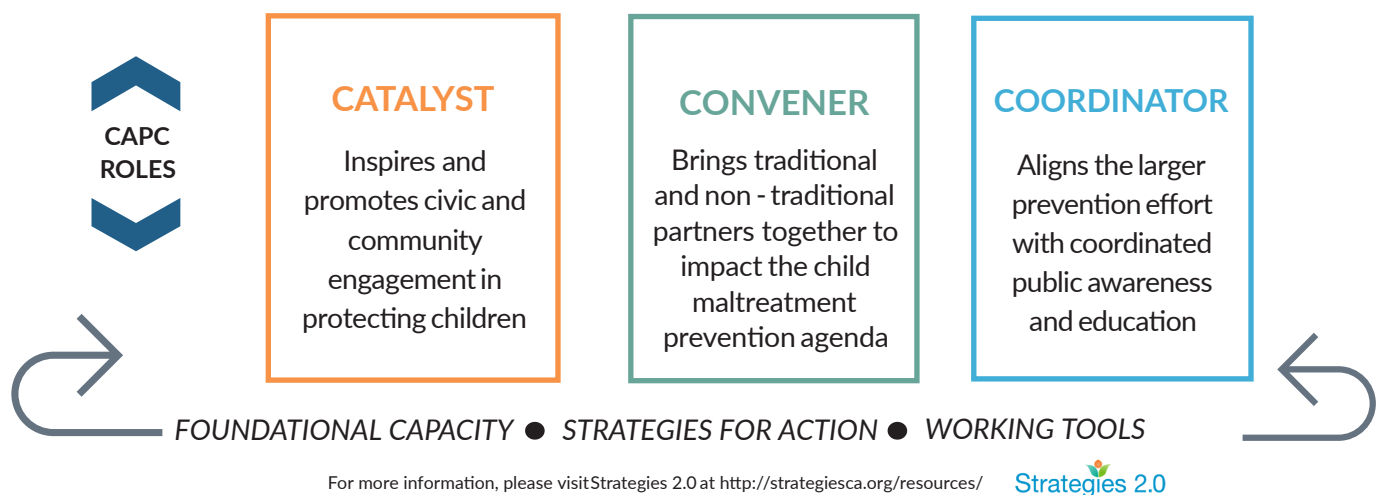 CAPC
ROLES
CATALYST
Inspires and
promotes civic and
community
engagement in
protecting children
CONVENER
Brings traditional
and non - traditional
partners together to
impact the child
maltreatment
prevention agenda
COORDINATOR
Aligns the larger
prevention effort
with coordinated
public awareness
and education
FOUNDATIONAL CAPACITY ● STRATEGIES FOR ACTION ● WORKING TOOLS
For more information, please visit Strategies 2.0 at http://strategiesca.org/resources/
Strategies 2.0